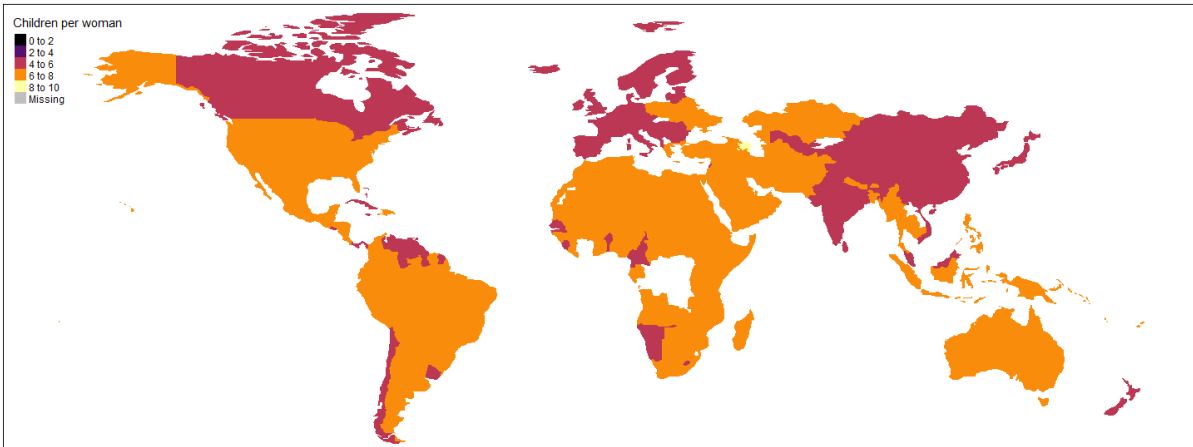 Children per woman
0 to 2
2 to 4
4 to 6
6 to 8
8 to 10
Missing